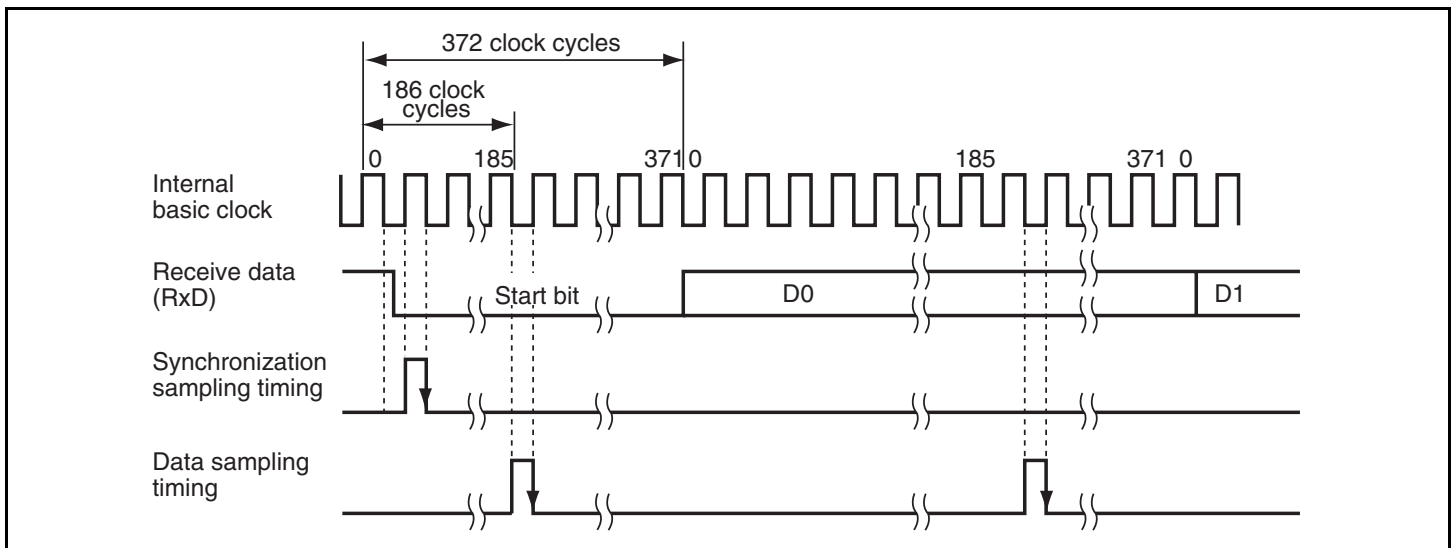 372 clock cycles
186 clock
cycles
0 185 371 0 185 371 0
Internal
basic clock
Receive data
(RxD)
Start bit D0 D1
Synchronization
sampling timing
Data sampling
timing